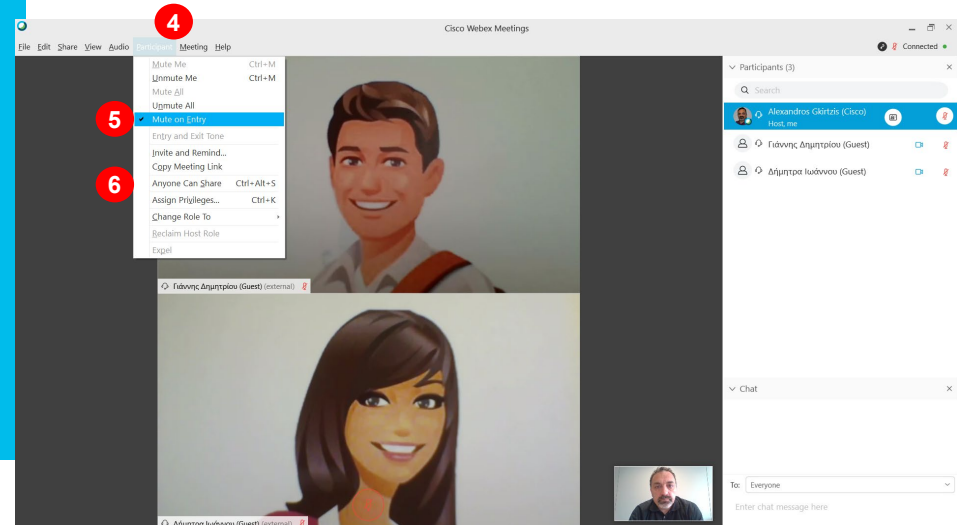 4
Cisco Webex Meetings
File Edit Share View Audio Participant Meeting Help
Connected
Mute Me Ctrl+M
Unmute Me Ctrl+M
Mute All
Unmute All
5
Mute on Entry
Entry and Exit Tone
Invite and Remind...
Copy Meeting Link
6
Anyone Can Share Ctrl+Alt+S
Assign Privileges... Ctrl+K
Change Role To
Reclaim Host Role
Expel
Γιάννης Δημητρίου (Guest) (external)
Δήμητρα Ιωάννου (Guest) (external)
Participants (3)
Search
Alexandros Gkirtzis (Cisco)
Host, me
Γιάννης Δημητρίου (Guest)
Δήμητρα Ιωάννου (Guest)
Chat
To: Everyone
Enter chat message here